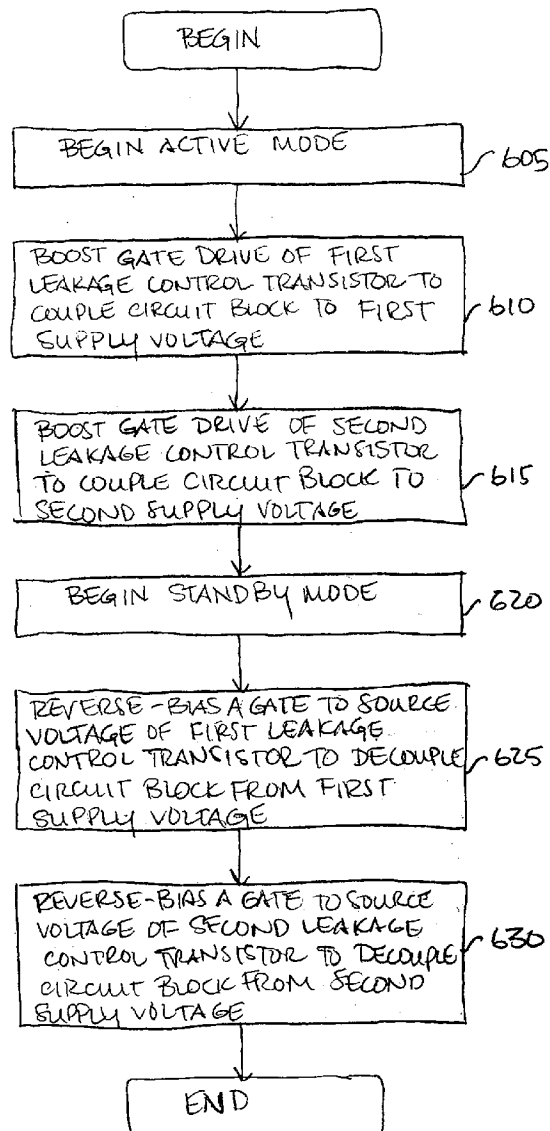 BEGIN
BEGIN ACTIVE MODE
605
BOOST GATE DRIVE OF FIRST
LEAKAGE CONTROL TRANSISTOR TO
COUPLE CIRCUIT BLOCK TO FIRST
SUPPLY VOLTAGE
610
BOOST GATE DRIVE OF SECOND
LEAKAGE CONTROL TRANSISTOR
TO COUPLE CIRCUIT BLOCK TO
SECOND SUPPLY VOLTAGE
615
BEGIN STANDBY MODE
620
REVERSE-BIAS A GATE TO SOURCE
VOLTAGE OF FIRST LEAKAGE
CONTROL TRANSISTOR TO DECOUPLE
CIRCUIT BLOCK FROM FIRST
SUPPLY VOLTAGE
625
REVERSE-BIAS A GATE TO SOURCE
VOLTAGE OF SECOND LEAKAGE
CONTROL TRANSISTOR TO DECOUPLE
CIRCUIT BLOCK FROM SECOND
SUPPLY VOLTAGE
630
END